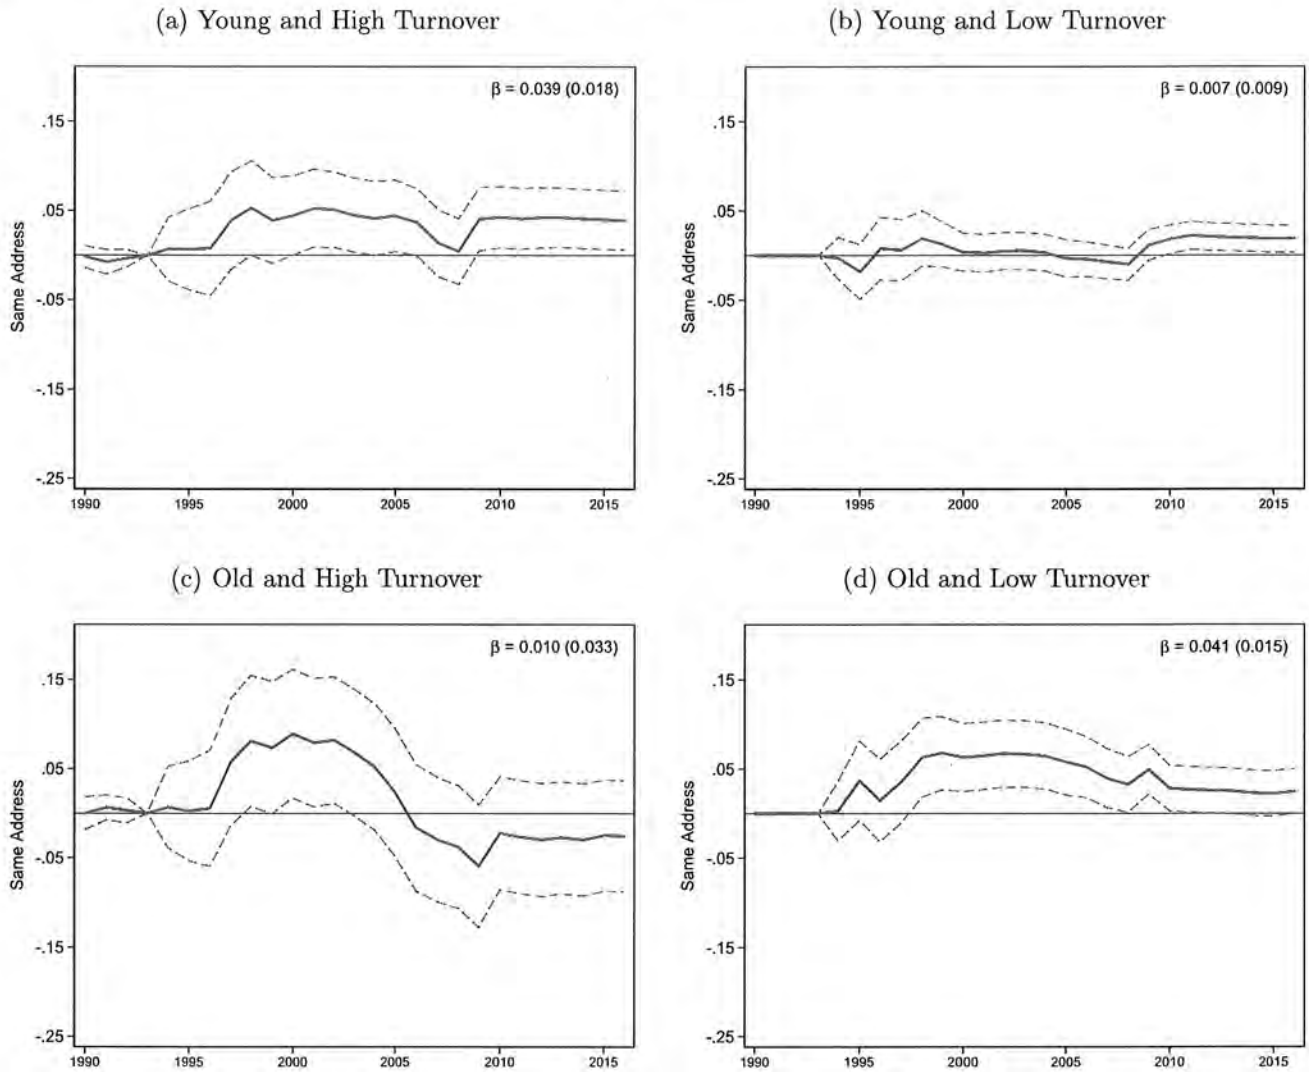 (a) Young and High Turnover
β = 0.039 (0.018)
Same Address
.15
.05
-.05
-.15
-.25
1990 1995 2000 2005 2010 2015
(b) Young and Low Turnover
β = 0.007 (0.009)
Same Address
.15
.05
-.05
-.15
-.25
1990 1995 2000 2005 2010 2015
(c) Old and High Turnover
β = 0.010 (0.033)
Same Address
.15
.05
-.05
-.15
-.25
1990 1995 2000 2005 2010 2015
(d) Old and Low Turnover
β = 0.041 (0.015)
Same Address
.15
.05
-.05
-.15
-.25
1990 1995 2000 2005 2010 2015